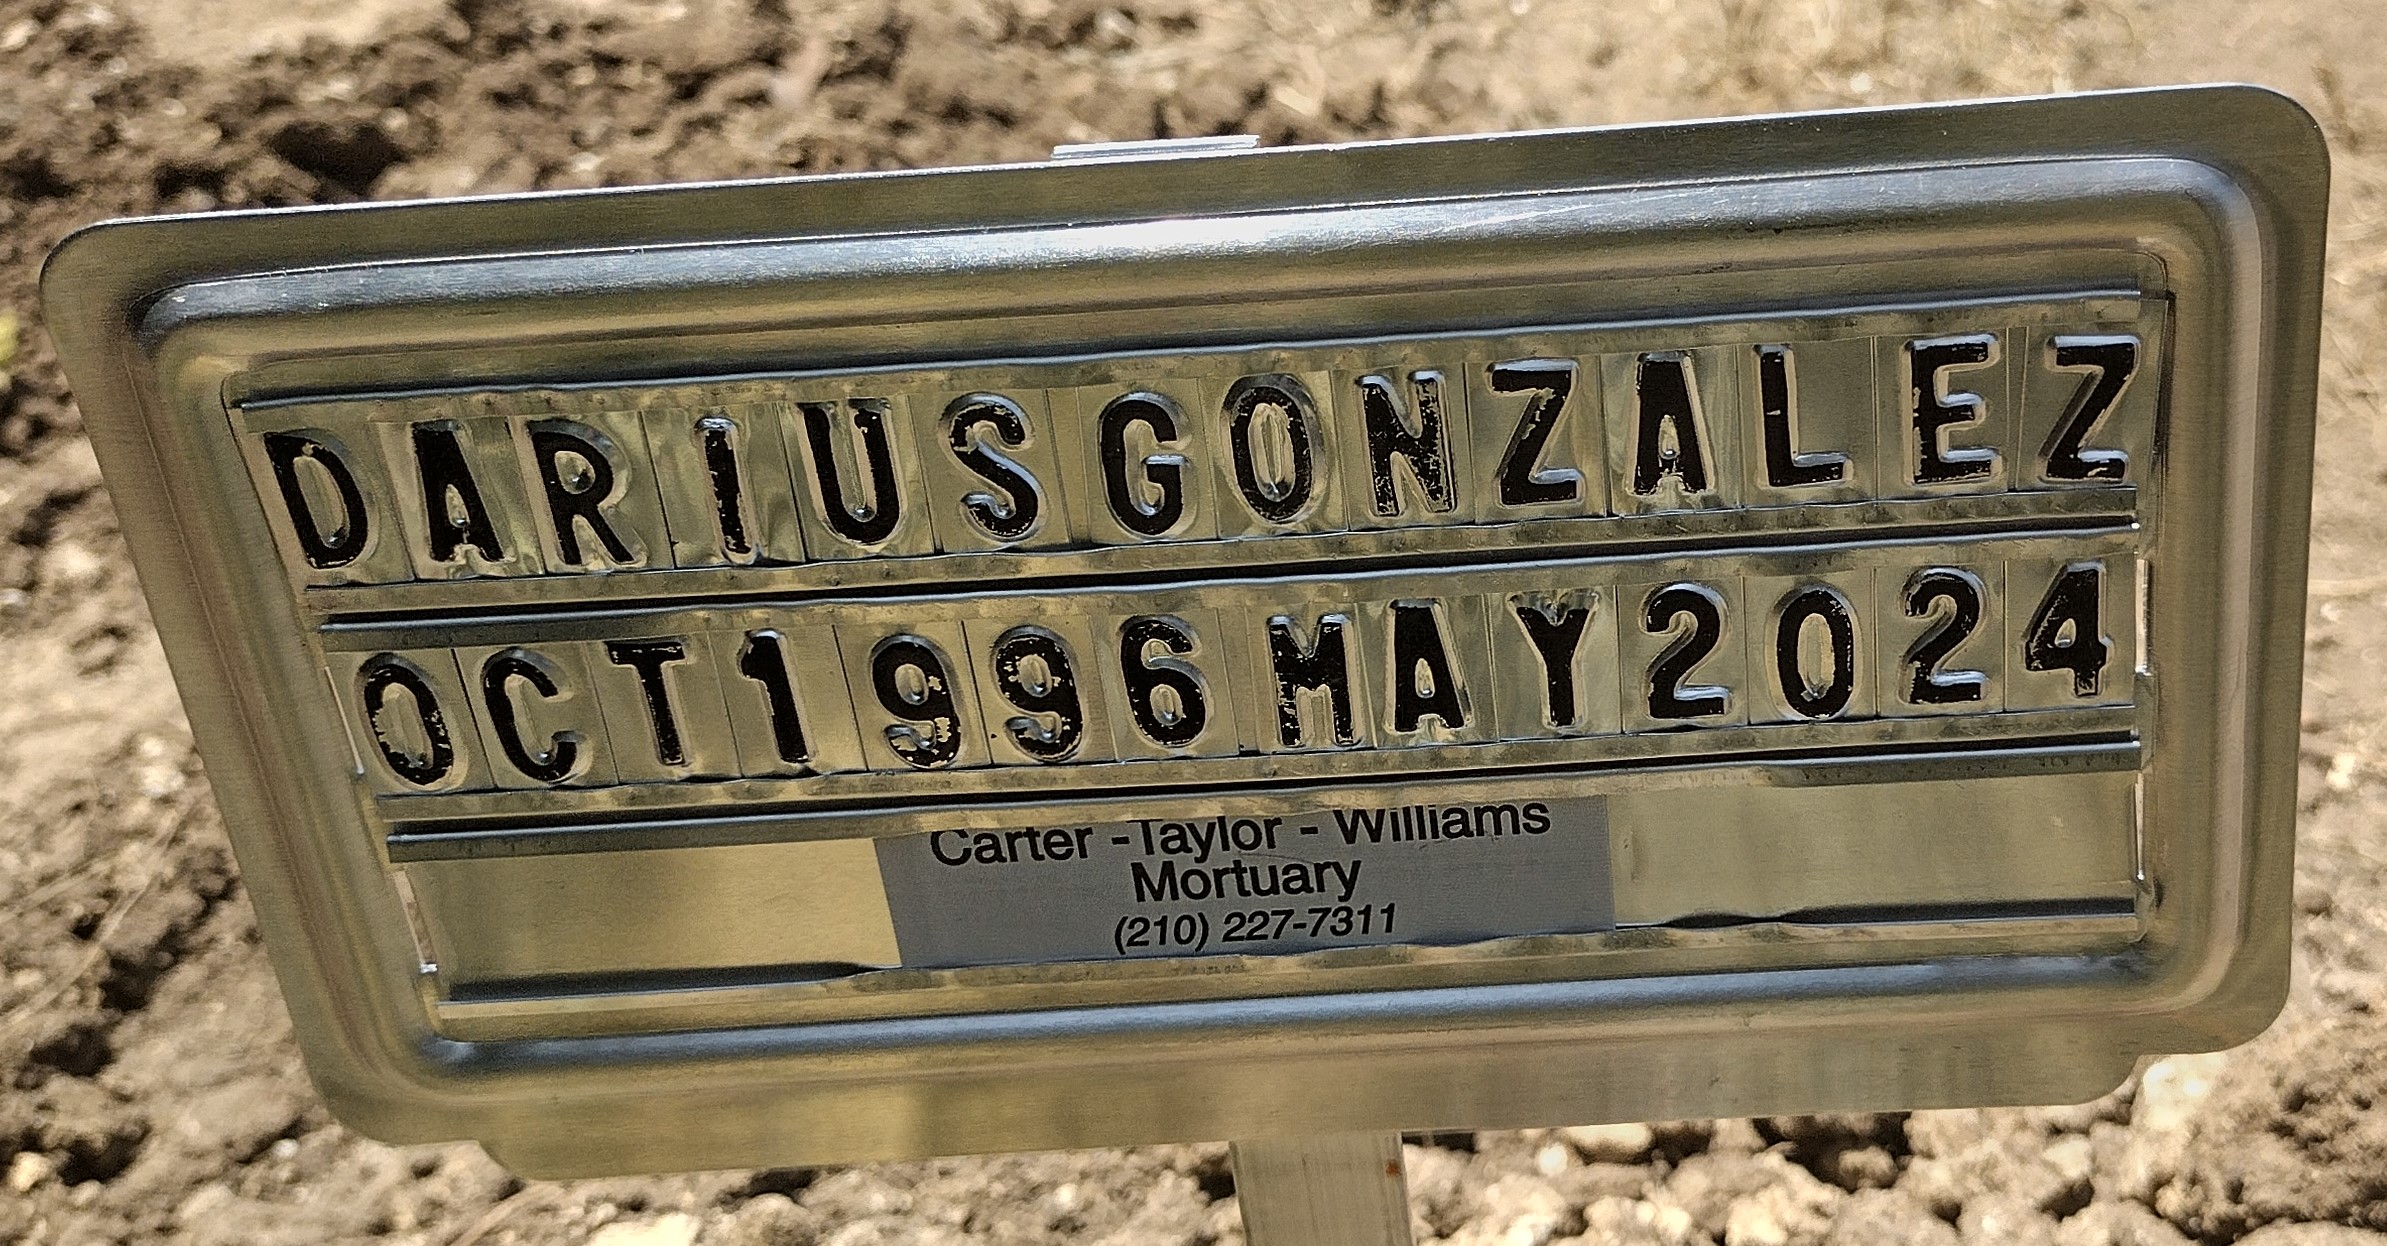 DARIUS GONZALEZ
OCT 1996 MAY 2024
Carter -Taylor - Williams
Mortuary
(210) 227-7311